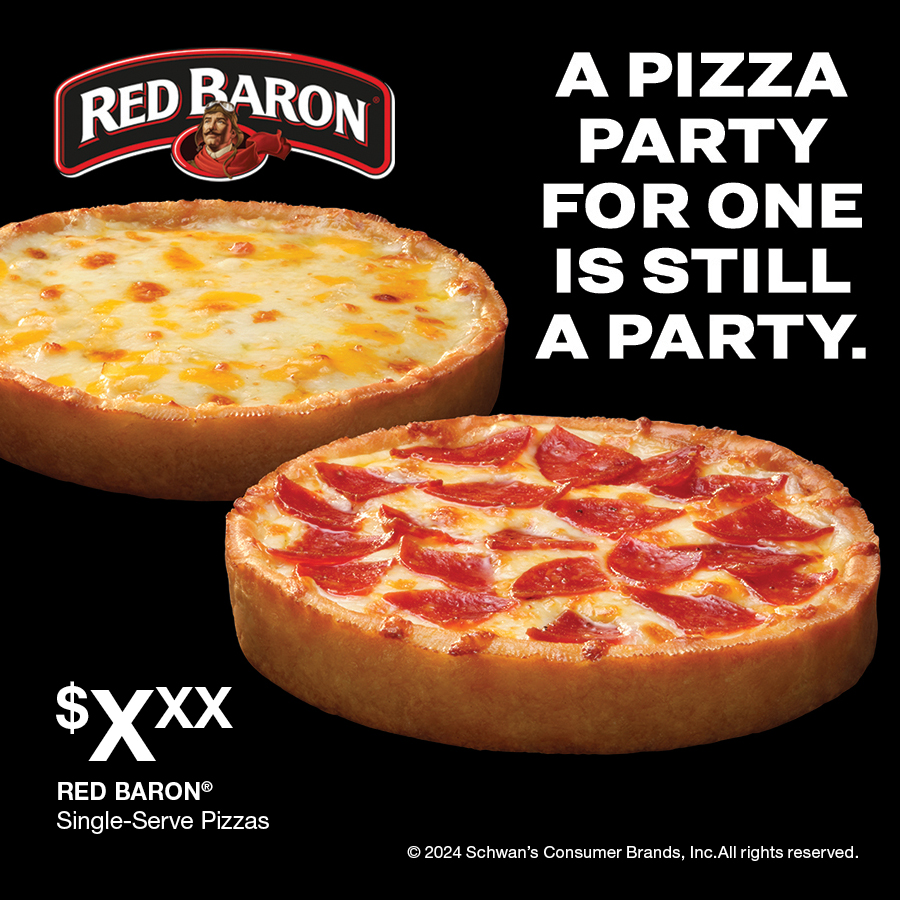 RED BARON®
A PIZZA
PARTY
FOR ONE
IS STILL
A PARTY.
$XXX
RED BARON®
Single-Serve Pizzas
© 2024 Schwan's Consumer Brands, Inc.All rights reserved.